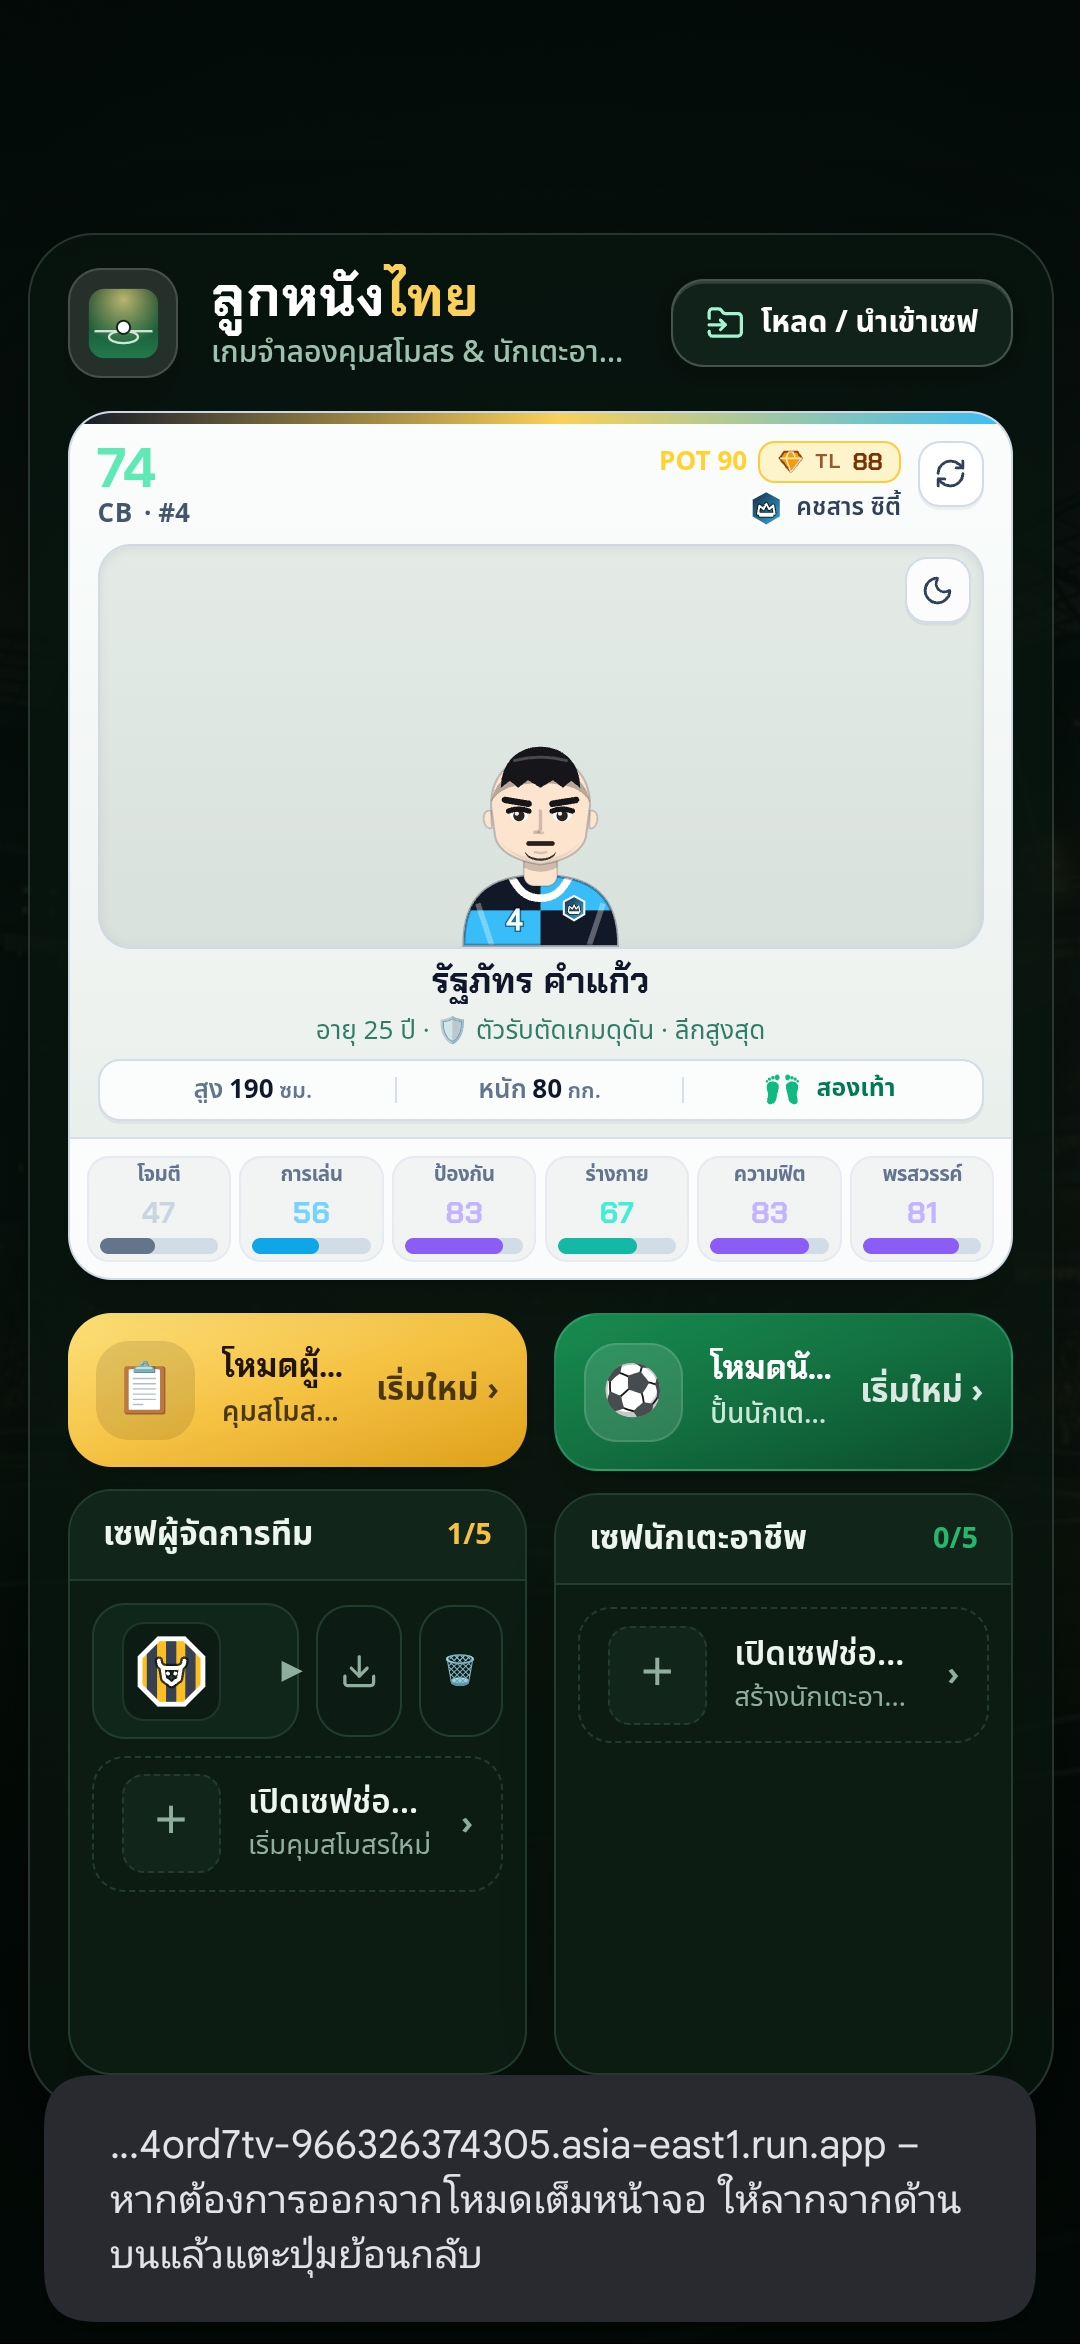 ลูกหนังไทย
เกมจำลองคุมสโมสร & นักเตะอา...
โหลด / นำเข้าเซฟ
74
CB · #4
POT 90 TL 88
คชสาร ซิตี้
4
รัฐภัทร คำแก้ว
อายุ 25 ปี · ตัวรับตัดเกมดุดัน · ลีกสูงสุด
สูง 190 ซม. หนัก 80 กก. สองเท้า
โจมตี การเล่น ป้องกัน ร่างกาย ความฟิต พรสวรรค์
47 56 83 67 83 81
โหมดผู้...
คุมสโมส...
เริ่มใหม่ ›
โหมดนั...
ปั้นนักเต...
เริ่มใหม่ ›
เซฟผู้จัดการทีม 1/5
เซฟนักเตะอาชีพ 0/5
เปิดเซฟช่อ...
สร้างนักเตะอา...
เปิดเซฟช่อ...
เริ่มคุมสโมสรใหม่
...4ord7tv-966326374305.asia-east1.run.app –
หากต้องการออกจากโหมดเต็มหน้าจอ ให้ลากจากด้าน
บนแล้วแตะปุ่มย้อนกลับ